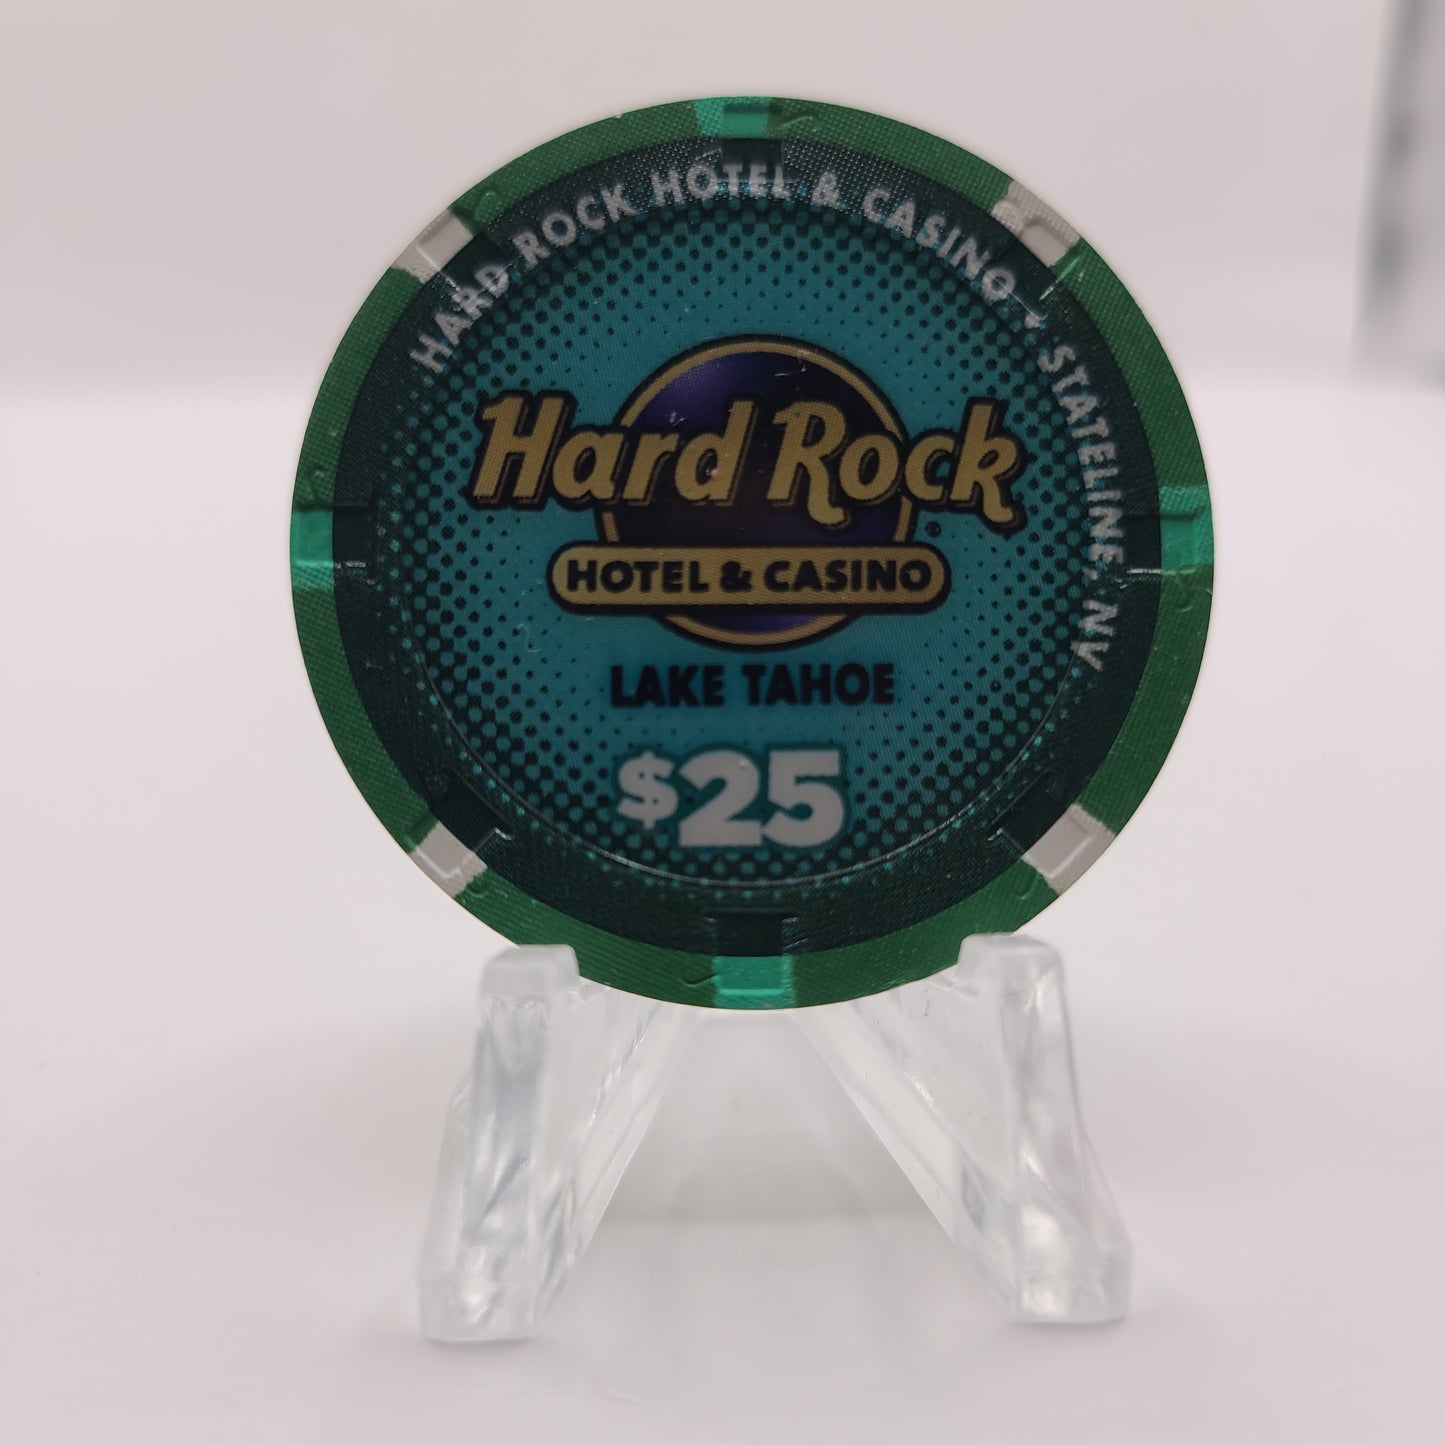 HARD ROCK HOTEL & CASINO • STATELINE, NV
Hard Rock
HOTEL & CASINO
LAKE TAHOE
$25